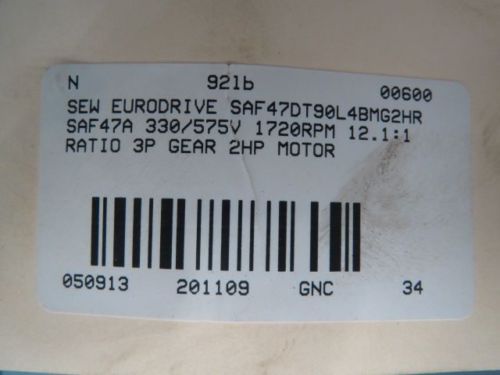 N 921b 00600
SEW EURODRIVE SAF47DT90L4BMG2HR
SAF47A 330/575V 1720RPM 12.1:1
RATIO 3P GEAR 2HP MOTOR
050913 201109 GNC 34